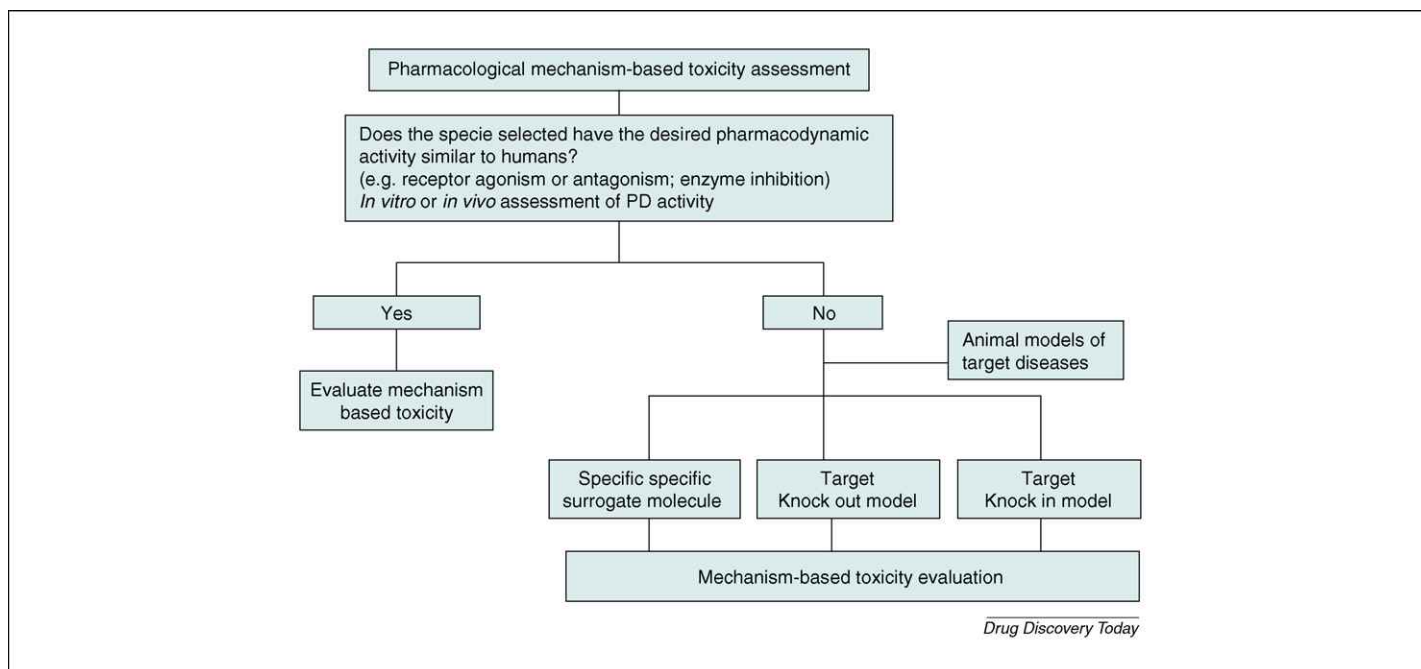 Pharmacological mechanism-based toxicity assessment
Does the specie selected have the desired pharmacodynamic
activity similar to humans?
(e.g. receptor agonism or antagonism; enzyme inhibition)
In vitro or in vivo assessment of PD activity
Yes
No
Animal models of
target diseases
Evaluate mechanism
based toxicity
Specific specific
surrogate molecule
Target
Knock out model
Target
Knock in model
Mechanism-based toxicity evaluation
Drug Discovery Today